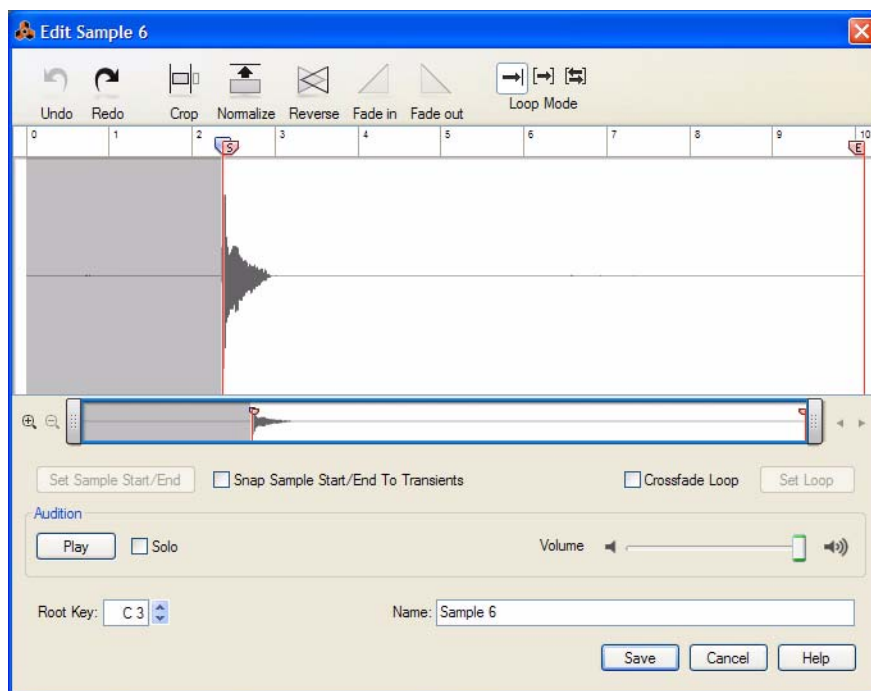 Edit Sample 6
Undo Redo Crop Normalize Reverse Fade in Fade out Loop Mode
0 1 2 3 4 5 6 7 8 9 10
S E
Set Sample Start/End Snap Sample Start/End To Transients Crossfade Loop Set Loop
Audition
Play Solo Volume
Root Key: C 3 Name: Sample 6
Save Cancel Help